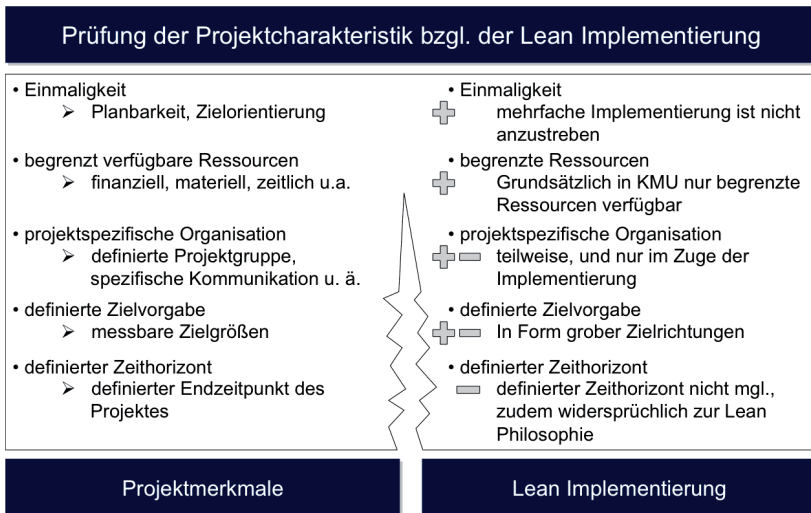 Prüfung der Projektcharakteristik bzgl. der Lean Implementierung
• Einmaligkeit
➢ Planbarkeit, Zielorientierung
• begrenzt verfügbare Ressourcen
➢ finanziell, materiell, zeitlich u.a.
• projektspezifische Organisation
➢ definierte Projektgruppe,
spezifische Kommunikation u. ä.
• definierte Zielvorgabe
➢ messbare Zielgrößen
• definierter Zeithorizont
➢ definierter Endzeitpunkt des
Projektes
• Einmaligkeit
mehrfache Implementierung ist nicht
anzustreben
• begrenzte Ressourcen
Grundsätzlich in KMU nur begrenzte
Ressourcen verfügbar
• projektspezifische Organisation
teilweise, und nur im Zuge der
Implementierung
• definierte Zielvorgabe
In Form grober Zielrichtungen
• definierter Zeithorizont
definierter Zeithorizont nicht mgl.,
zudem widersprüchlich zur Lean
Philosophie
Projektmerkmale
Lean Implementierung